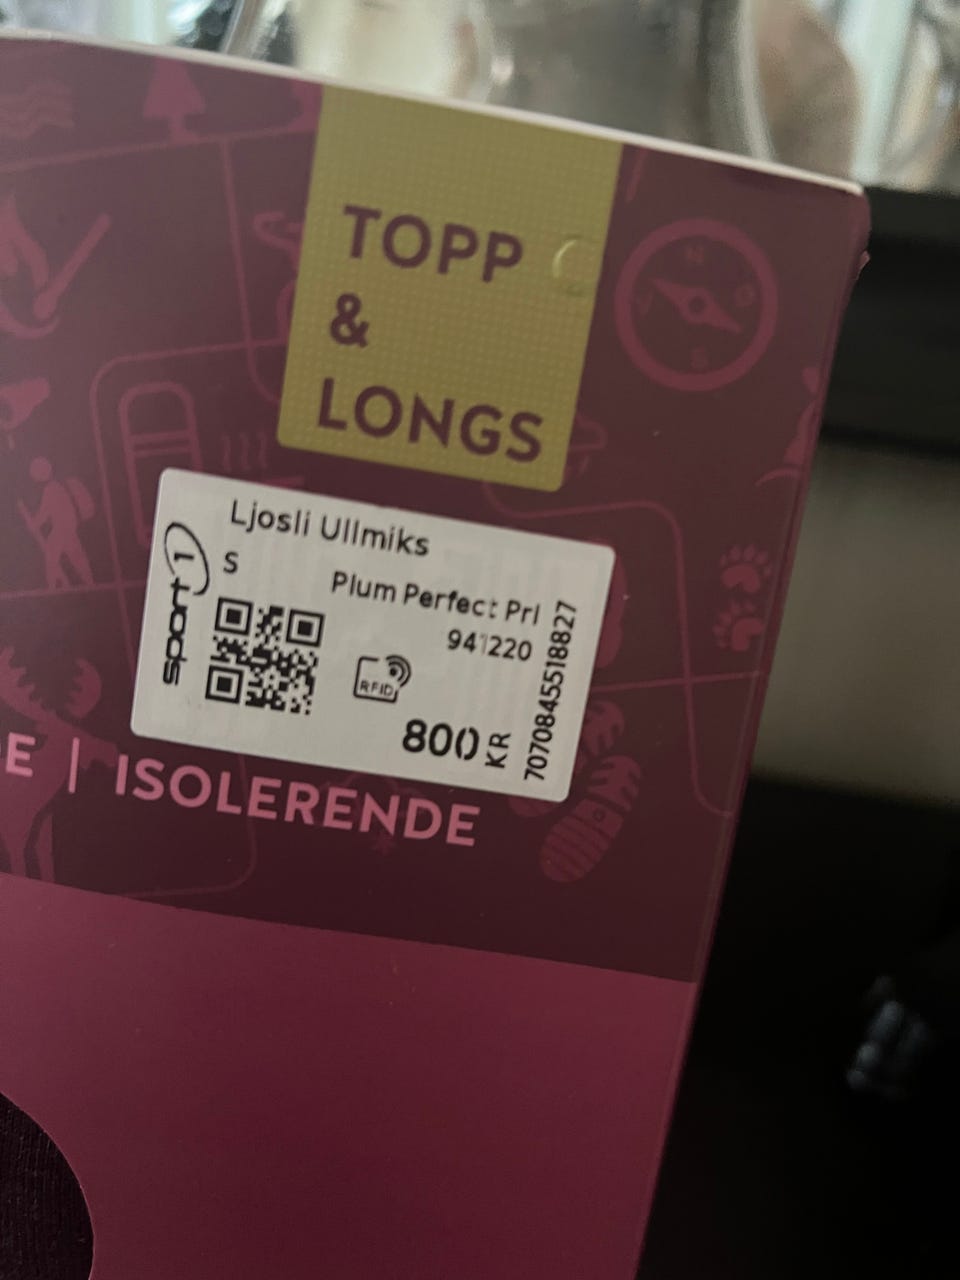 TOPP
&
LONGS
Ljosli Ullmiks
S
Plum Perfect Prl
941220
sport 1
RFID
800 KR
7070845518827
E | ISOLERENDE
N
S